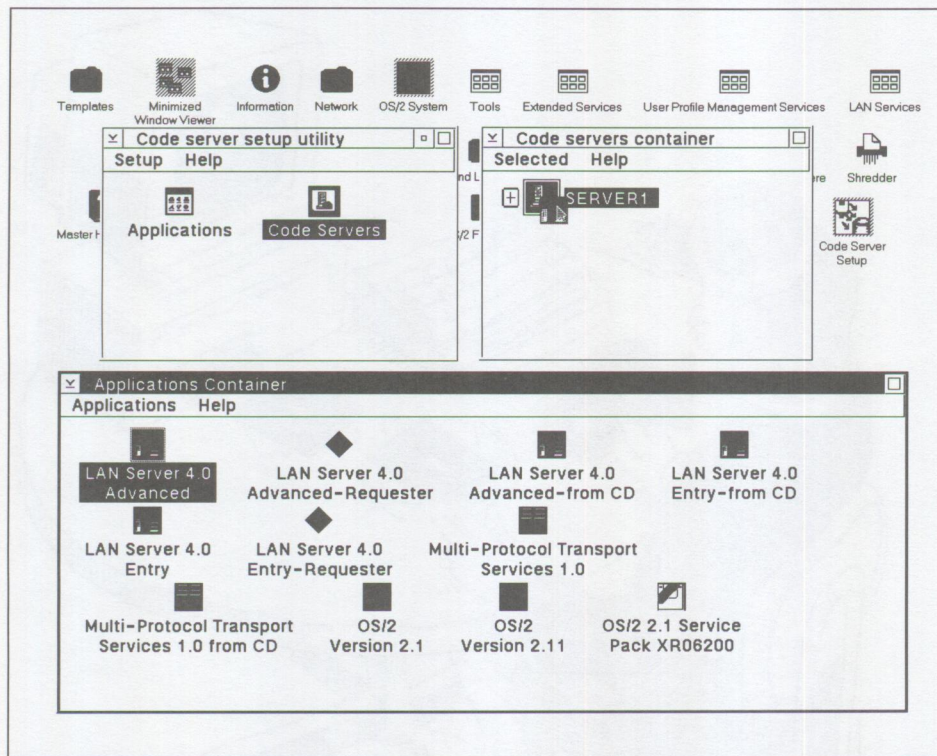 Templates
Minimized
Window Viewer
Information
Network
OS/2 System
Tools
Extended Services
User Profile Management Services
LAN Services
Code server setup utility
Setup Help
Applications
Code Servers
Code servers container
Selected Help
SERVER1
nd L
re
Shredder
Master H
/2 F
Code Server
Setup
Applications Container
Applications Help
LAN Server 4.0
Advanced
LAN Server 4.0
Advanced-Requester
LAN Server 4.0
Advanced-from CD
LAN Server 4.0
Entry-from CD
LAN Server 4.0
Entry
LAN Server 4.0
Entry-Requester
Multi-Protocol Transport
Services 1.0
Multi-Protocol Transport
Services 1.0 from CD
OS/2
Version 2.1
OS/2
Version 2.11
OS/2 2.1 Service
Pack XR06200